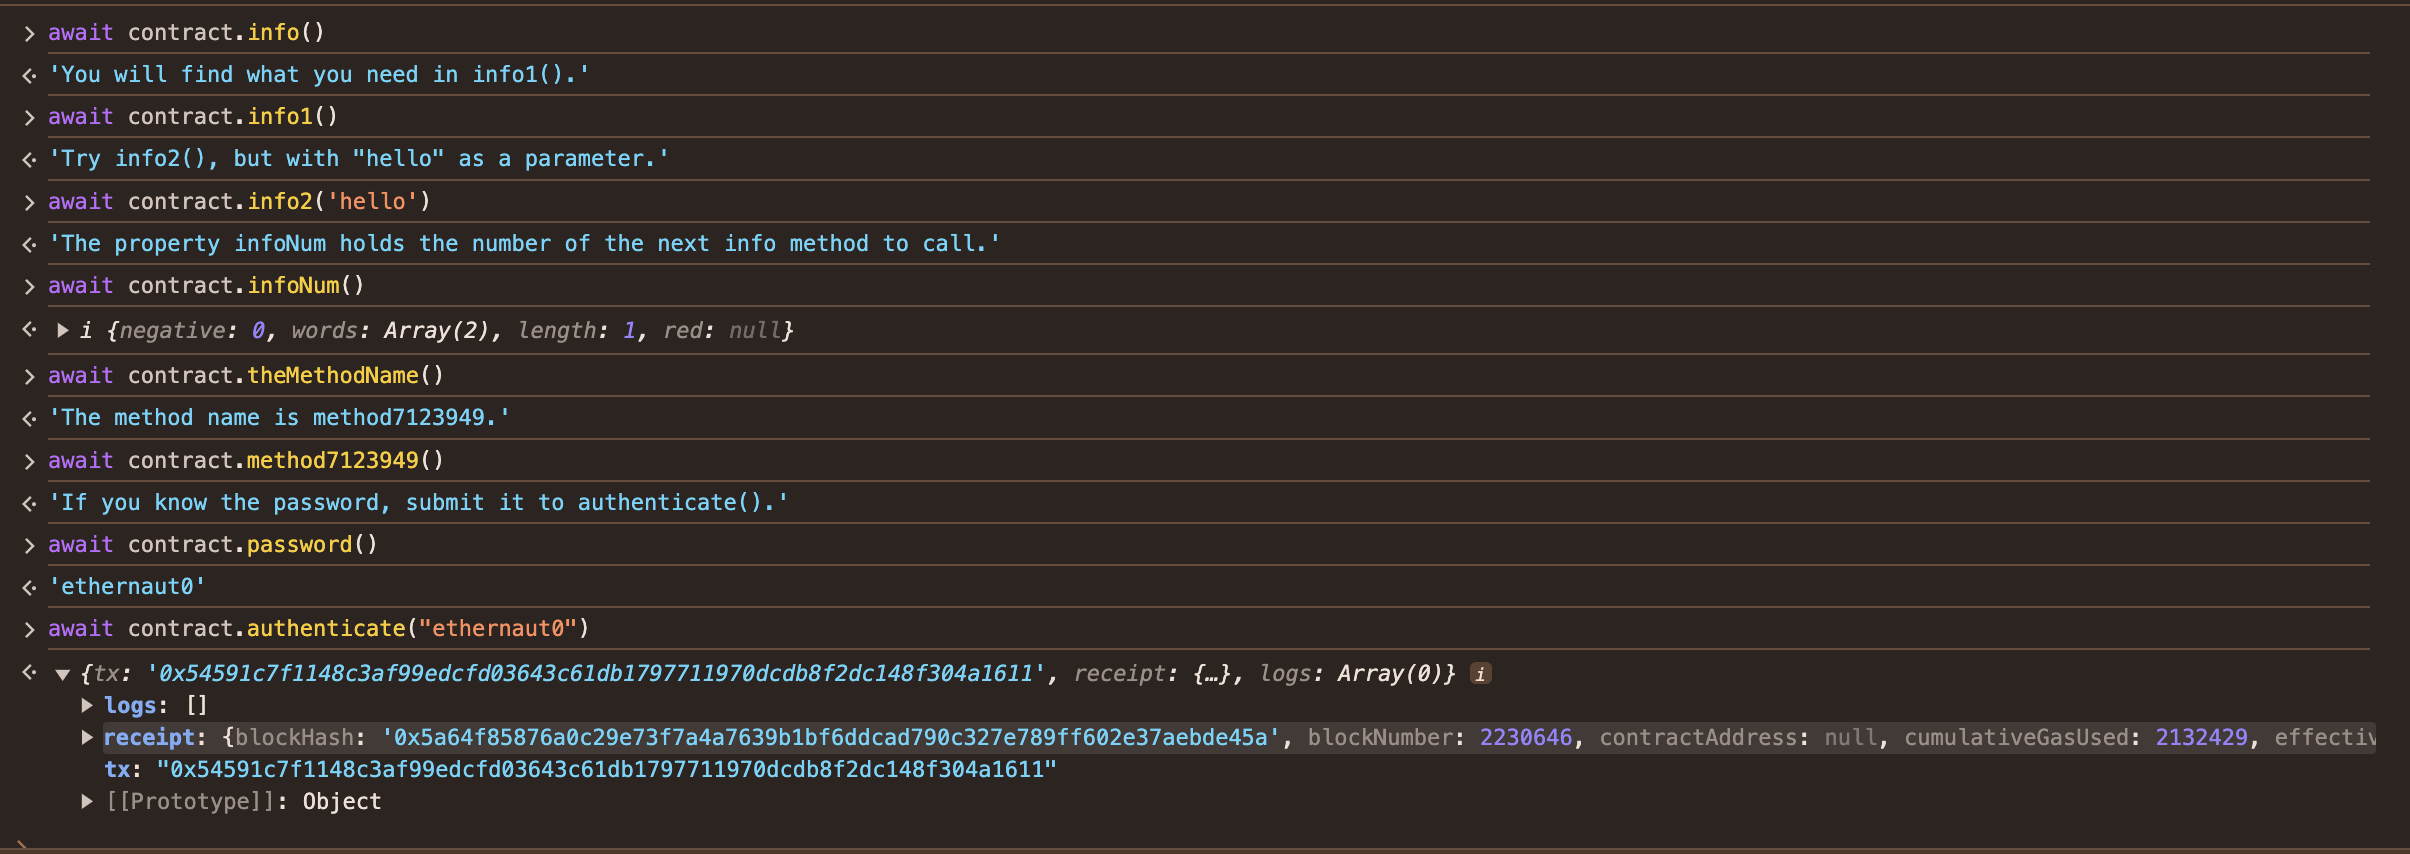 > await contract.info()
<· 'You will find what you need in info1().'
> await contract.info1()
<· 'Try info2(), but with "hello" as a parameter.'
> await contract.info2('hello')
<· 'The property infoNum holds the number of the next info method to call.'
> await contract.infoNum()
<· ▶ i {negative: 0, words: Array(2), length: 1, red: null}
> await contract.theMethodName()
<· 'The method name is method7123949.'
> await contract.method7123949()
<· 'If you know the password, submit it to authenticate().'
> await contract.password()
<· 'ethernaut0'
> await contract.authenticate("ethernaut0")
<· ▼ {tx: '0x54591c7f1148c3af99edcfd03643c61db1797711970dcdb8f2dc148f304a1611', receipt: {…}, logs: Array(0)} i
▶ logs: []
▶ receipt: {blockHash: '0x5a64f85876a0c29e73f7a4a7639b1bf6ddcad790c327e789ff602e37aebde45a', blockNumber: 2230646, contractAddress: null, cumulativeGasUsed: 2132429, effectiv
tx: "0x54591c7f1148c3af99edcfd03643c61db1797711970dcdb8f2dc148f304a1611"
▶ [[Prototype]]: Object